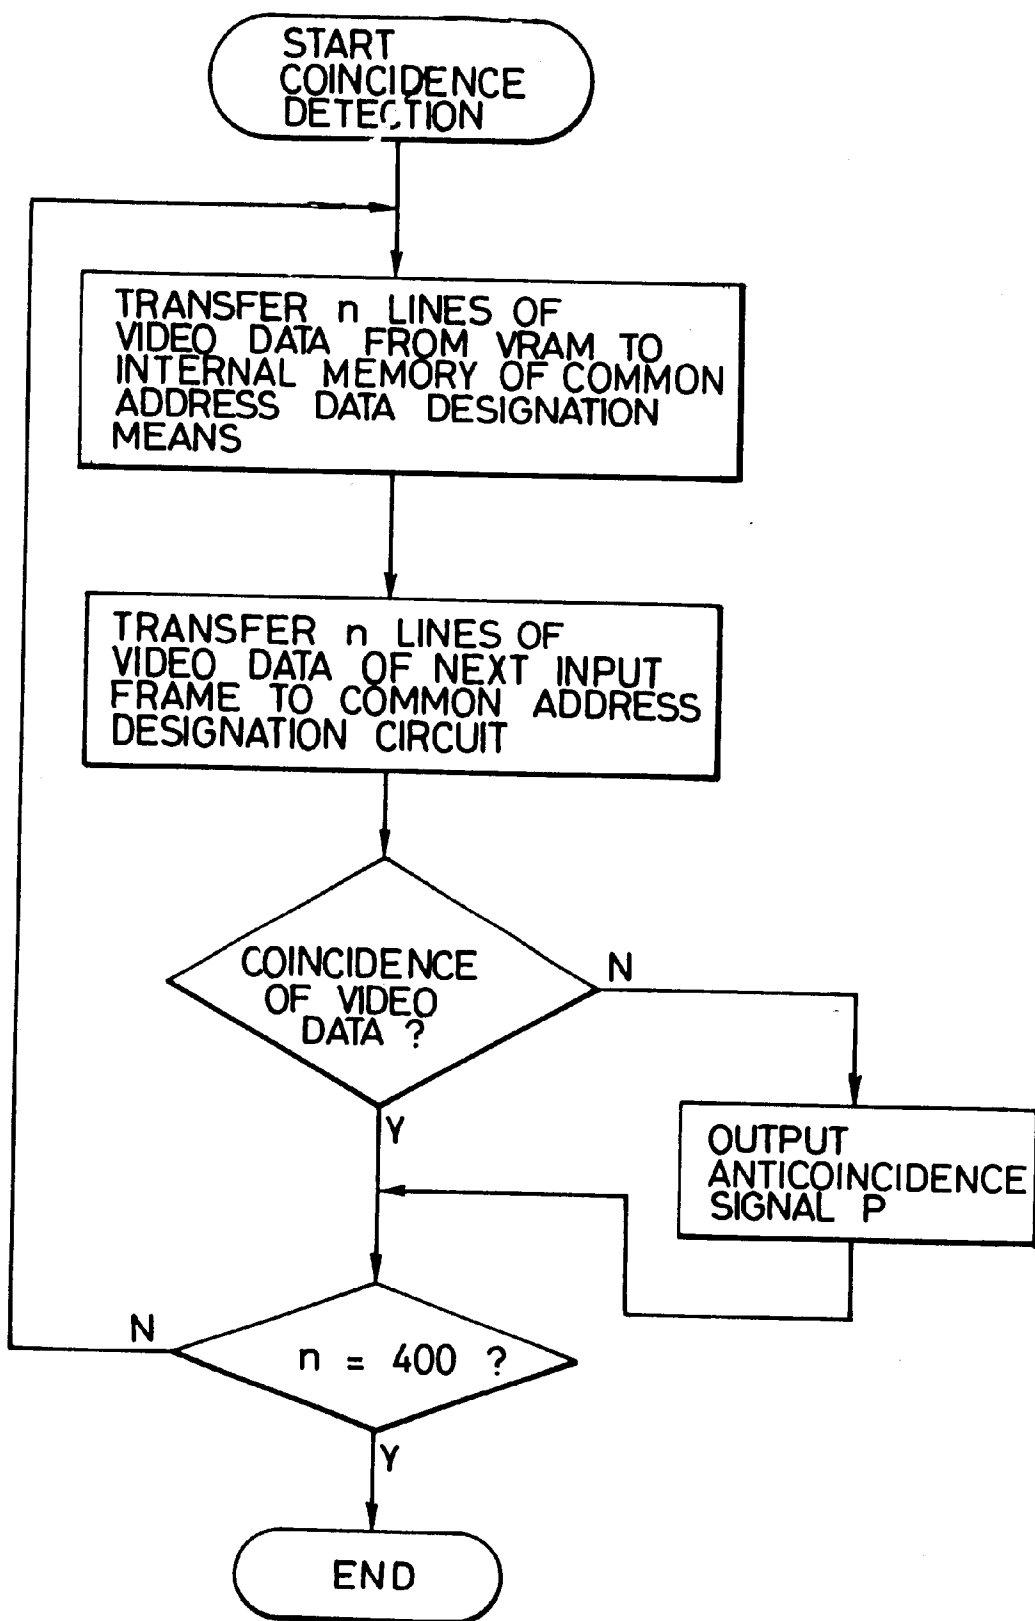 START
COINCIDENCE
DETECTION
TRANSFER n LINES OF
VIDEO DATA FROM VRAM TO
INTERNAL MEMORY OF COMMON
ADDRESS DATA DESIGNATION
MEANS
TRANSFER n LINES OF
VIDEO DATA OF NEXT INPUT
FRAME TO COMMON ADDRESS
DESIGNATION CIRCUIT
COINCIDENCE
OF VIDEO
DATA ?
N
Y
OUTPUT
ANTICOINCIDENCE
SIGNAL P
N
n = 400 ?
Y
END